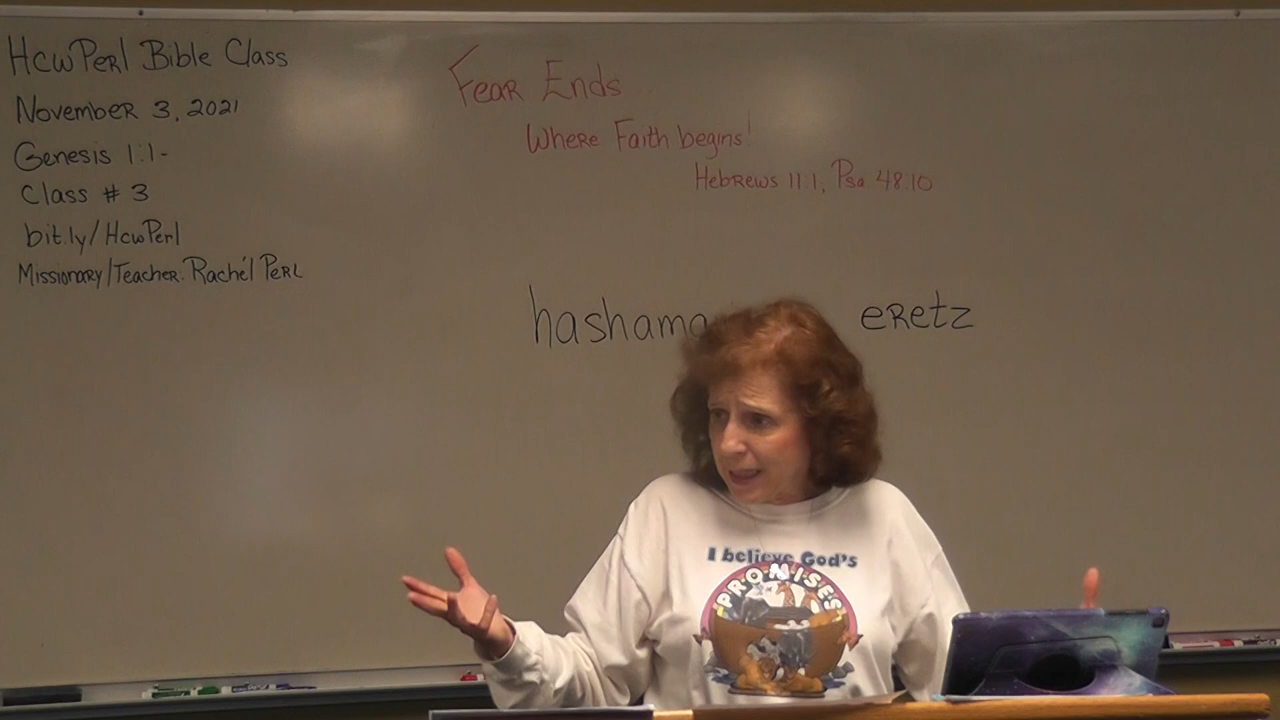 HcwPerl Bible Class
November 3, 2021
Genesis 1:1-
Class # 3
bit.ly/HcwPerl
Missionary/Teacher: Rachél Perl
Fear Ends
Where Faith begins!
Hebrews 11:1, Psa 48:10
eretz
I believe God's
PROMISES